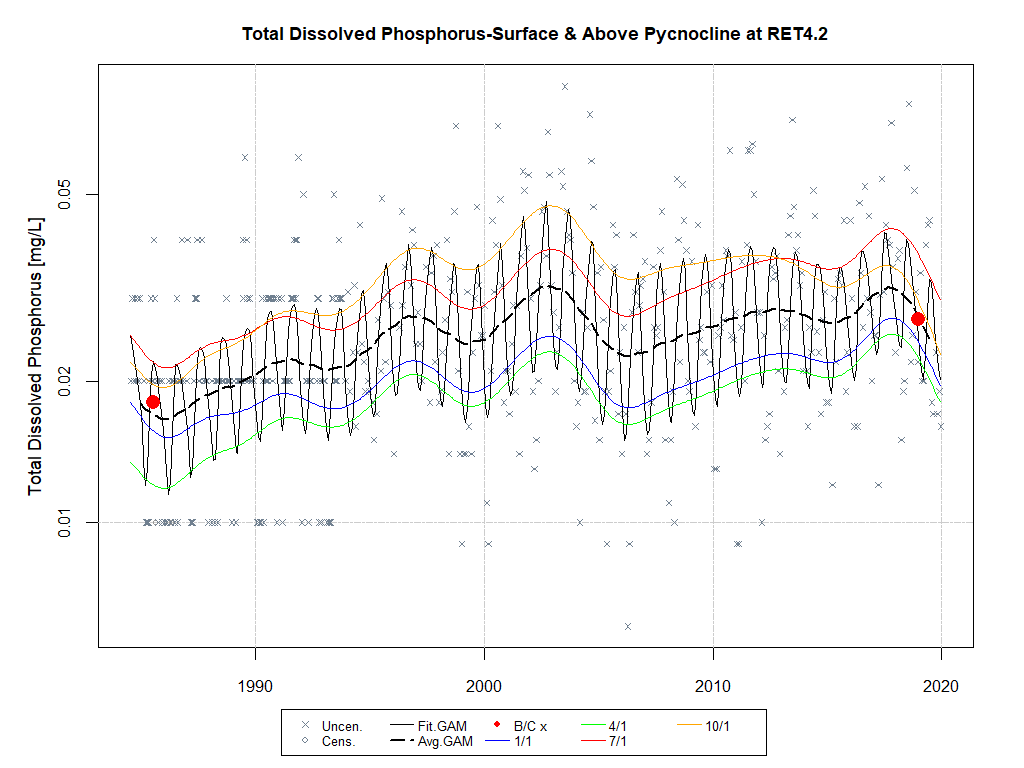 Total Dissolved Phosphorus-Surface & Above Pycnocline at RET4.2
Total Dissolved Phosphorus [mg/L]
0.05
0.02
0.01
1990 2000 2010 2020
Uncen. Fit.GAM B/C x 4/1 10/1
Cens. Avg.GAM 1/1 7/1